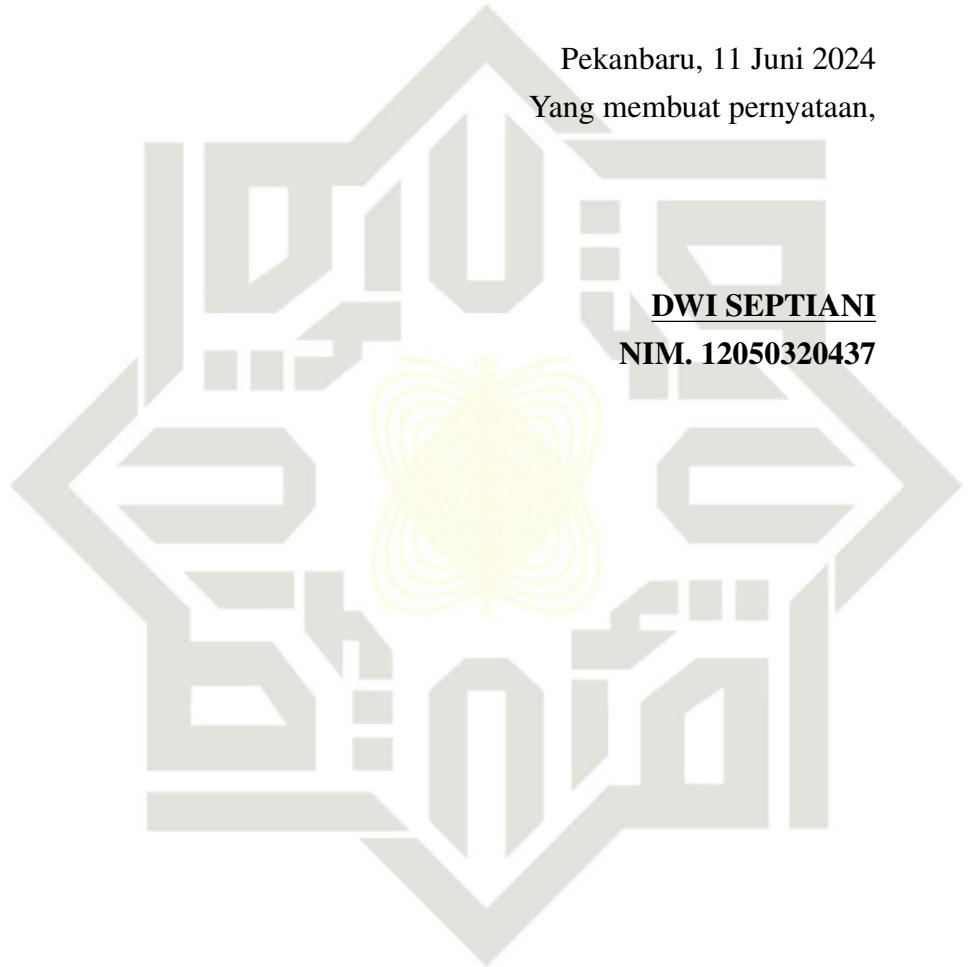 Pekanbaru, 11 Juni 2024
Yang membuat pernyataan,
DWI SEPTIANI
NIM. 12050320437